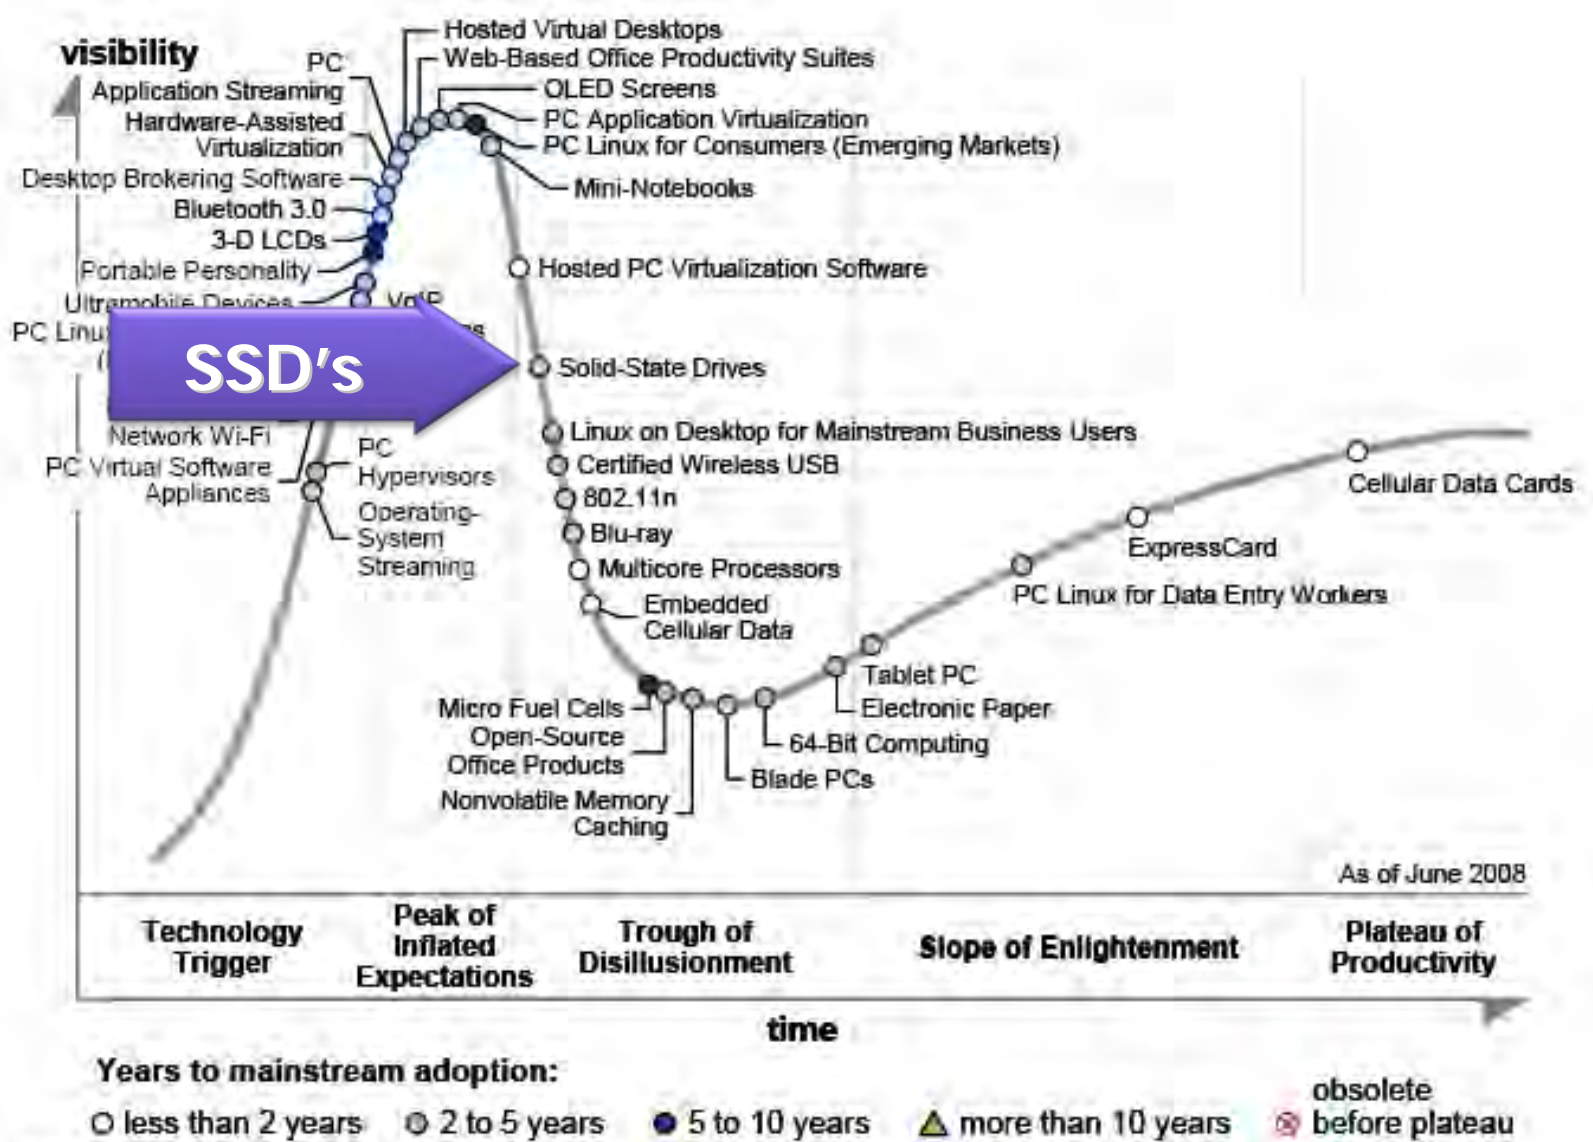 visibility
Hosted Virtual Desktops
Web-Based Office Productivity Suites
PC
Application Streaming
OLED Screens
Hardware-Assisted
Virtualization
PC Application Virtualization
PC Linux for Consumers (Emerging Markets)
Desktop Brokering Software
Mini-Notebooks
Bluetooth 3.0
3-D LCDs
Portable Personality
Hosted PC Virtualization Software
Ultramobile Devices
VoIP
PC Linux
SSD's
Solid-State Drives
Network Wi-Fi
PC Virtual Software
Appliances
PC
Hypervisors
Operating-
System
Streaming
Linux on Desktop for Mainstream Business Users
Certified Wireless USB
802.11n
Blu-ray
Multicore Processors
Embedded
Cellular Data
Cellular Data Cards
ExpressCard
PC Linux for Data Entry Workers
Tablet PC
Electronic Paper
64-Bit Computing
Blade PCs
Micro Fuel Cells
Open-Source
Office Products
Nonvolatile Memory
Caching
As of June 2008
Technology
Trigger
Peak of
Inflated
Expectations
Trough of
Disillusionment
Slope of Enlightenment
Plateau of
Productivity
time
Years to mainstream adoption:
less than 2 years
2 to 5 years
5 to 10 years
more than 10 years
obsolete
before plateau